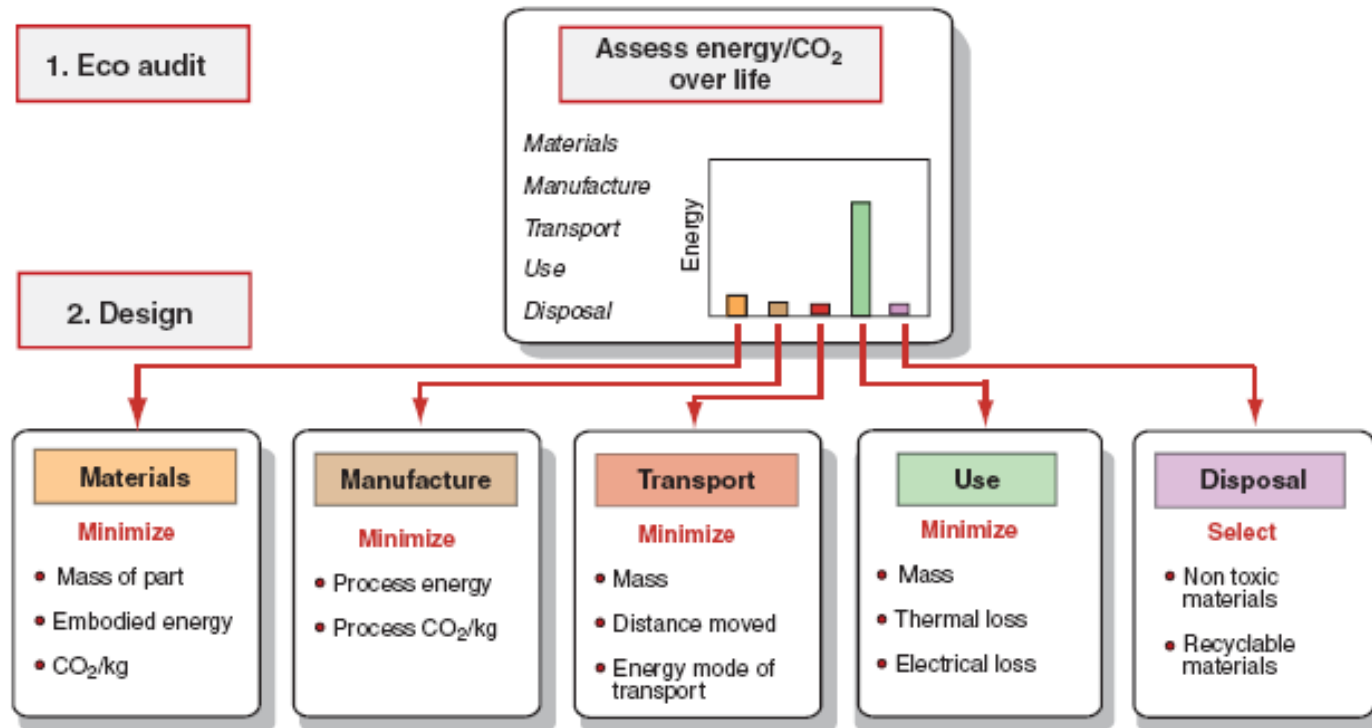 1. Eco audit
Assess energy/CO₂
over life
Materials
Manufacture
Transport
Use
Disposal
Energy
2. Design
Materials
Minimize
• Mass of part
• Embodied energy
• CO₂/kg
Manufacture
Minimize
• Process energy
• Process CO₂/kg
Transport
Minimize
• Mass
• Distance moved
• Energy mode of
transport
Use
Minimize
• Mass
• Thermal loss
• Electrical loss
Disposal
Select
• Non toxic
materials
• Recyclable
materials